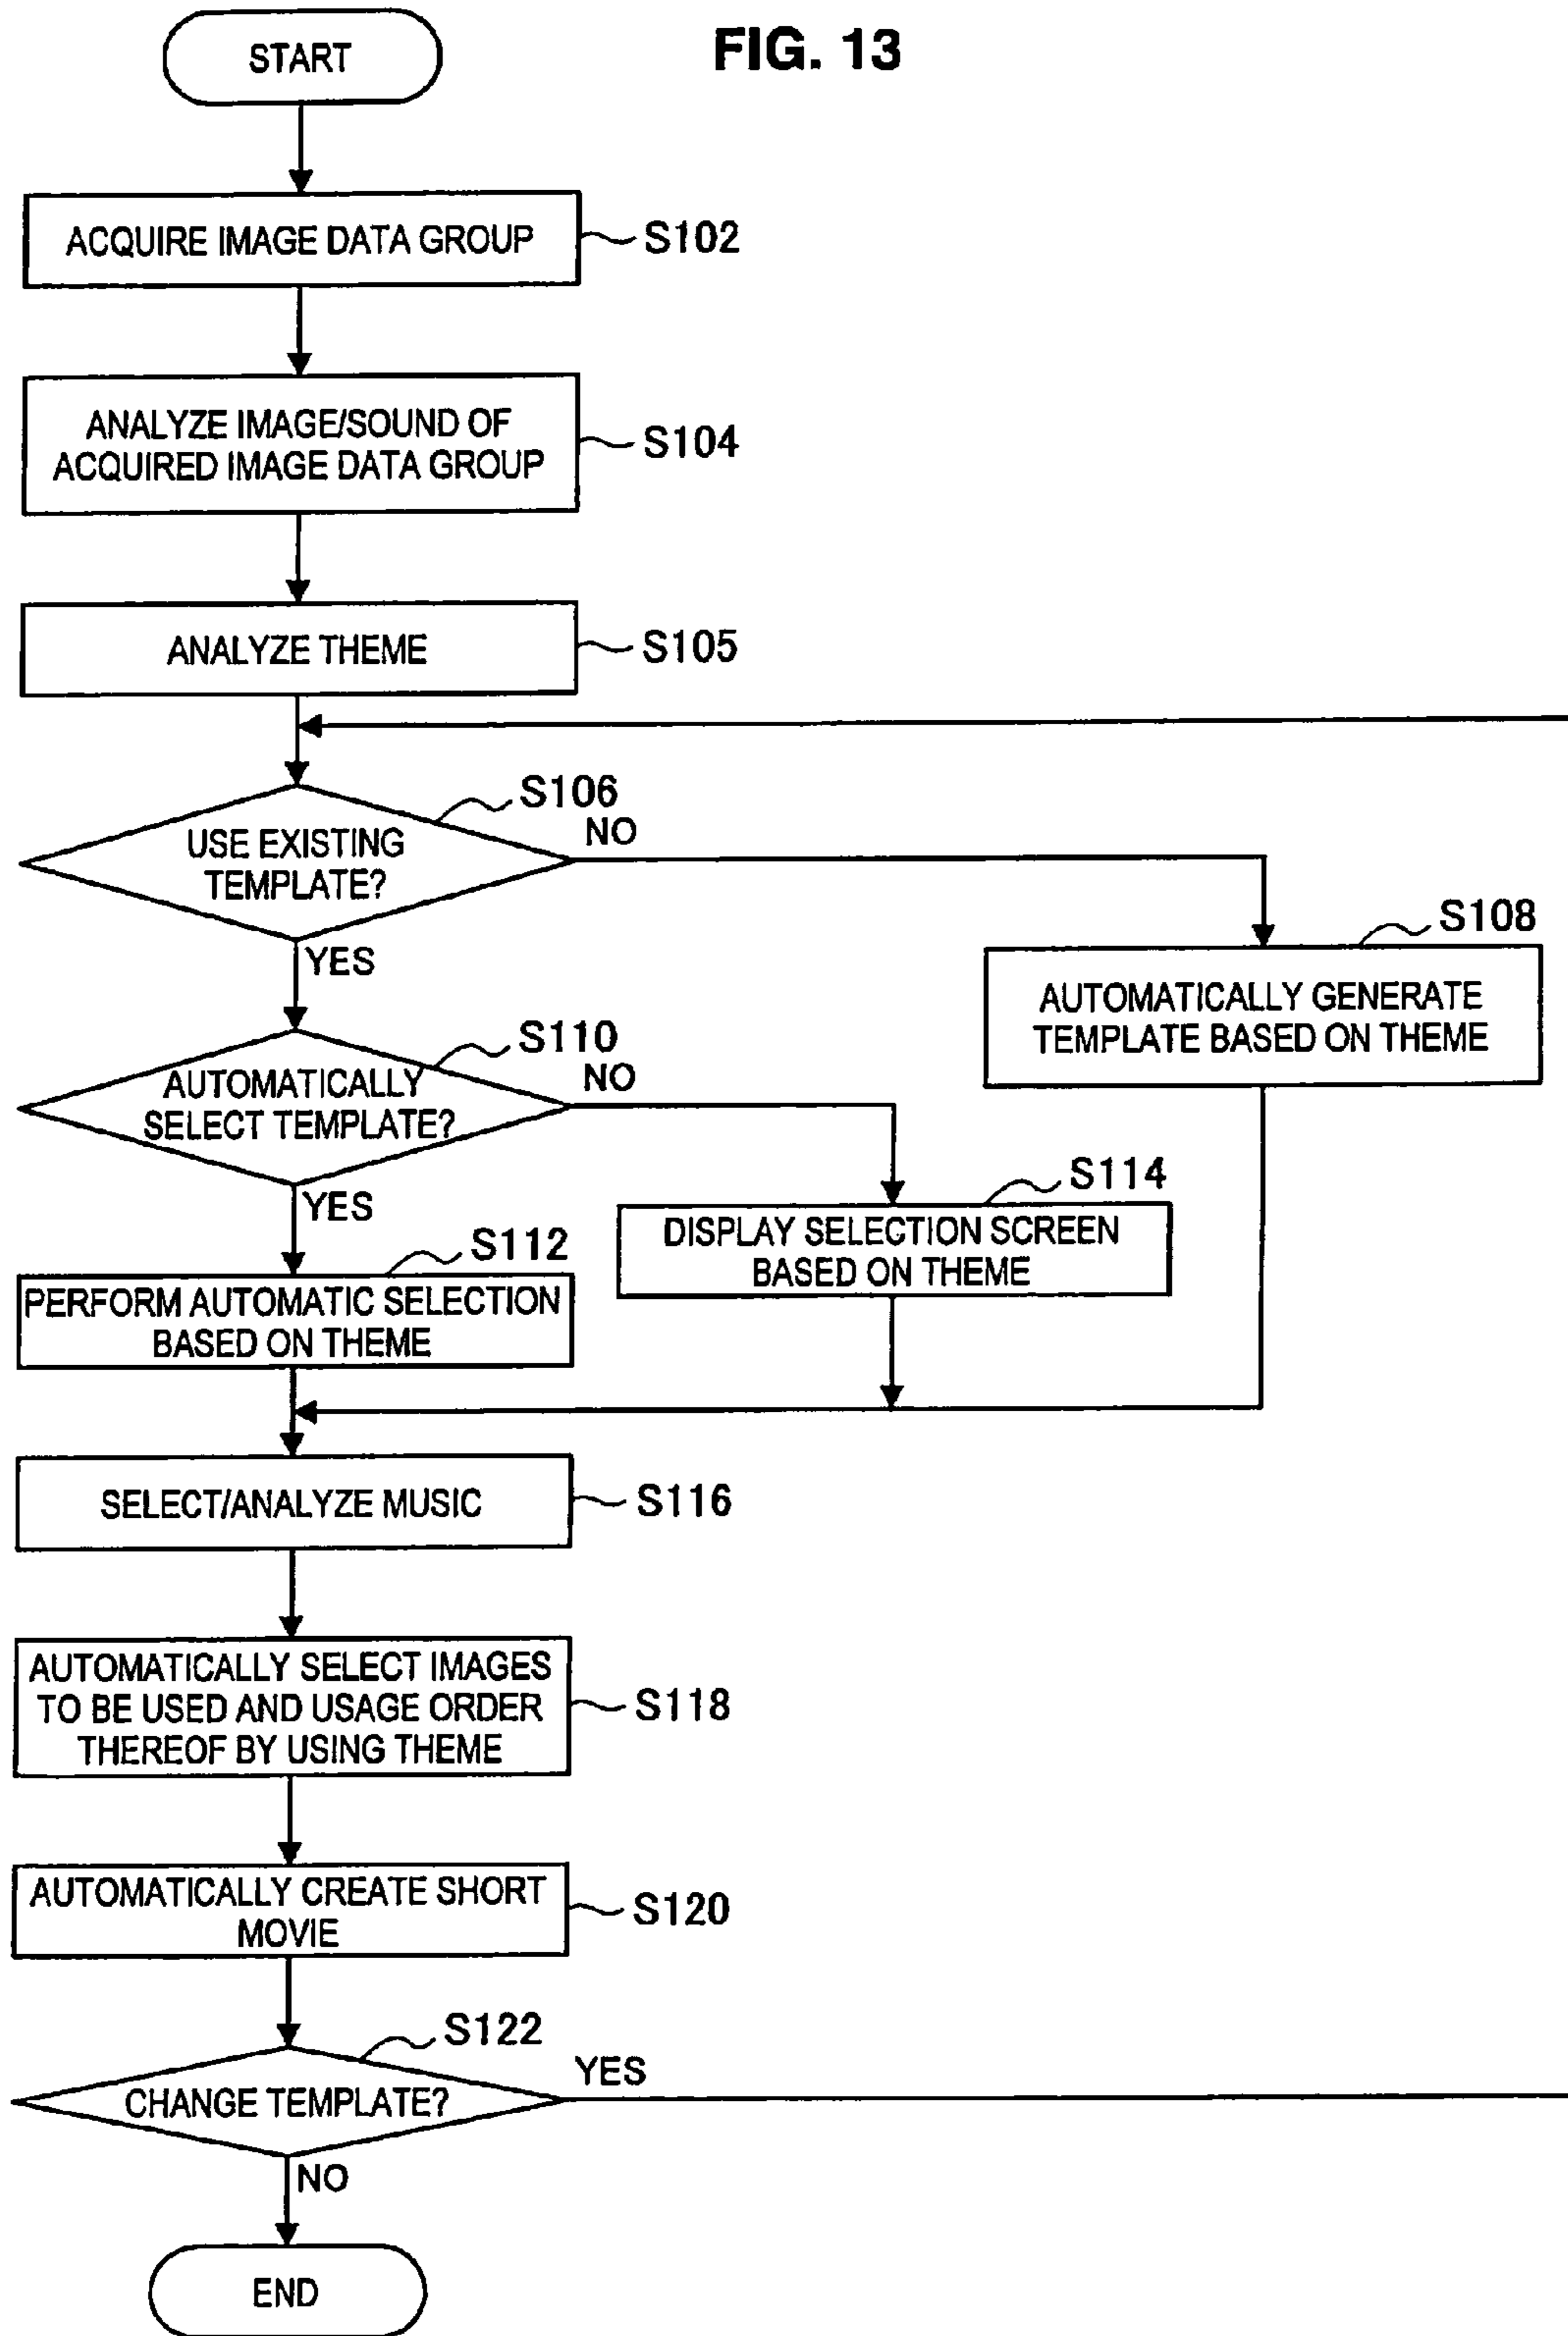 FIG. 13
START
ACQUIRE IMAGE DATA GROUP
S102
ANALYZE IMAGE/SOUND OF
ACQUIRED IMAGE DATA GROUP
S104
ANALYZE THEME
S105
S106
USE EXISTING
TEMPLATE?
NO
YES
S108
AUTOMATICALLY GENERATE
TEMPLATE BASED ON THEME
S110
AUTOMATICALLY
SELECT TEMPLATE?
NO
YES
S114
DISPLAY SELECTION SCREEN
BASED ON THEME
S112
PERFORM AUTOMATIC SELECTION
BASED ON THEME
SELECT/ANALYZE MUSIC
S116
AUTOMATICALLY SELECT IMAGES
TO BE USED AND USAGE ORDER
THEREOF BY USING THEME
S118
AUTOMATICALLY CREATE SHORT
MOVIE
S120
S122
CHANGE TEMPLATE?
YES
NO
END